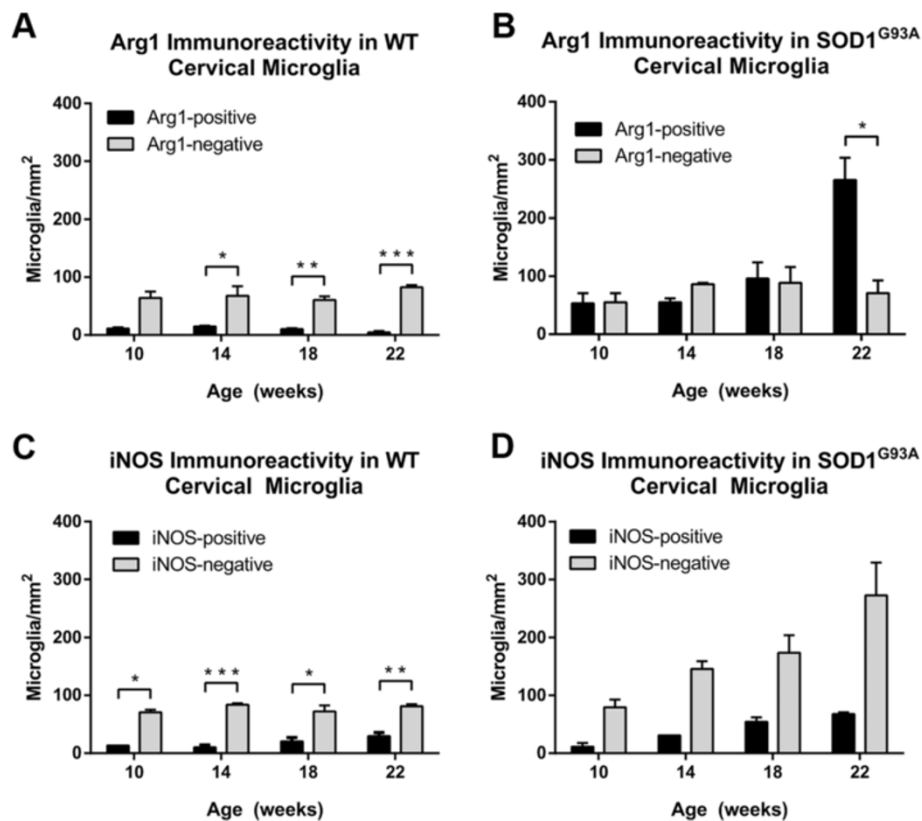 A
Arg1 Immunoreactivity in WT
Cervical Microglia
Microglia/mm²
400
300
200
100
0
Arg1-positive
Arg1-negative
*
* *
* * *
10 14 18 22
Age (weeks)
B
Arg1 Immunoreactivity in SOD1ᴳ⁹³ᴬ
Cervical Microglia
Microglia/mm²
400
300
200
100
0
Arg1-positive
Arg1-negative
*
10 14 18 22
Age (weeks)
C
iNOS Immunoreactivity in WT
Cervical Microglia
Microglia/mm²
400
300
200
100
0
iNOS-positive
iNOS-negative
*
* * *
*
* *
10 14 18 22
Age (weeks)
D
iNOS Immunoreactivity in SOD1ᴳ⁹³ᴬ
Cervical Microglia
Microglia/mm²
400
300
200
100
0
iNOS-positive
iNOS-negative
10 14 18 22
Age (weeks)